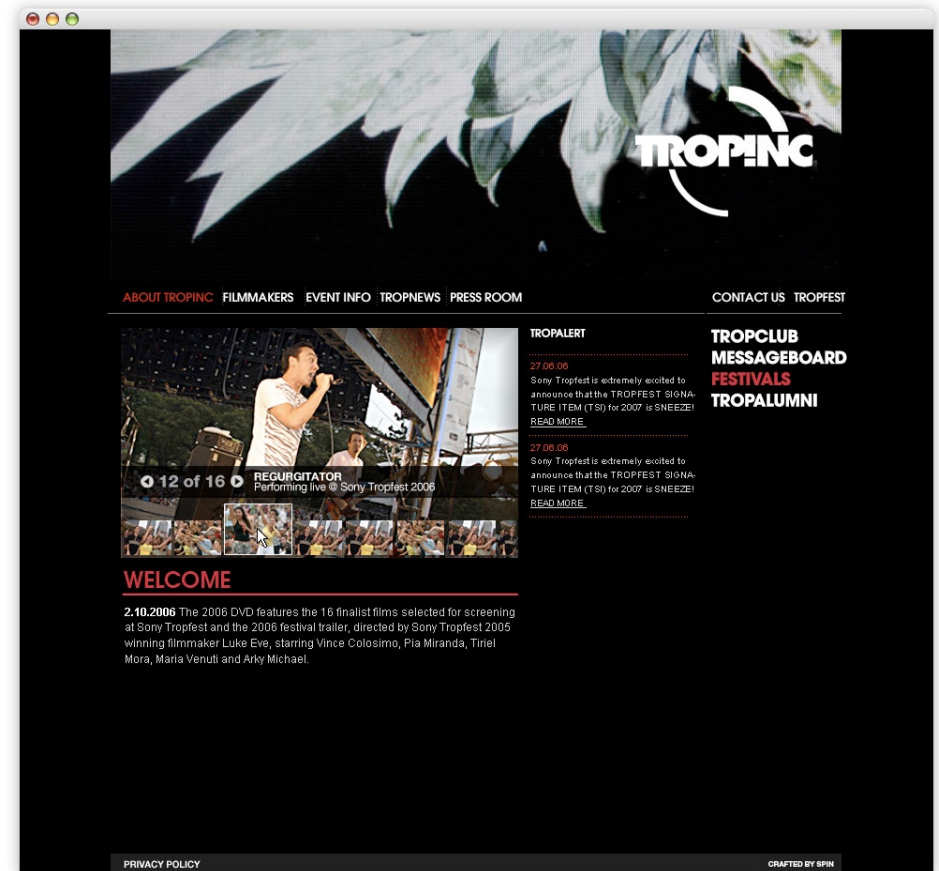 TROP!NC
ABOUT TROPINC FILMMAKERS EVENT INFO TROPNEWS PRESS ROOM CONTACT US TROPFEST
12 of 16
REGURGITATOR
Performing live @ Sony Tropfest 2006
WELCOME
2.10.2006 The 2006 DVD features the 16 finalist films selected for screening
at Sony Tropfest and the 2006 festival trailer, directed by Sony Tropfest 2005
winning filmmaker Luke Eve, starring Vince Colosimo, Pia Miranda, Tiriel
Mora, Maria Venuti and Arky Michael.
TROPALERT
27.06.06
Sony Tropfest is extremely excited to
announce that the TROPFEST SIGNA-
TURE ITEM (TSI) for 2007 is SNEEZE!
READ MORE
27.06.06
Sony Tropfest is extremely excited to
announce that the TROPFEST SIGNA-
TURE ITEM (TSI) for 2007 is SNEEZE!
READ MORE
TROPCLUB
MESSAGEBOARD
FESTIVALS
TROPALUMNI
PRIVACY POLICY
CRAFTED BY SPIN